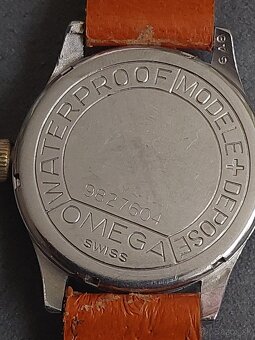 WATERPROOF
MODELE + DEPOSE
OMEGA
SWISS
9827604